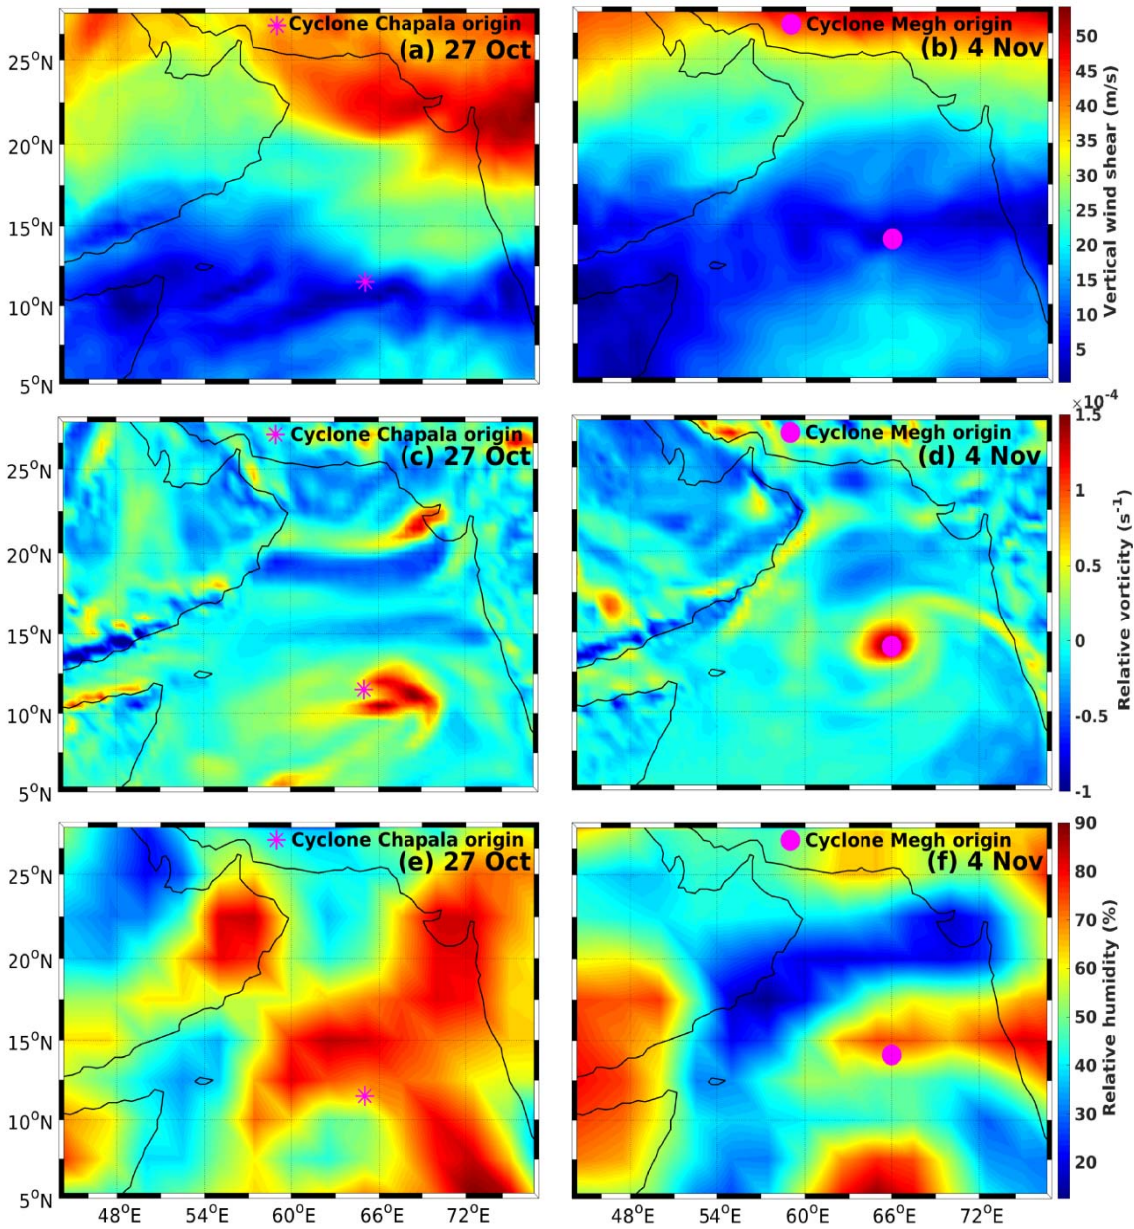 Cyclone Chapala origin
(a) 27 Oct
25°N
20°N
15°N
10°N
5°N
Cyclone Megh origin
(b) 4 Nov
50
45
40
35
30
25
20
15
10
5
Vertical wind shear (m/s)
Cyclone Chapala origin
(c) 27 Oct
25°N
20°N
15°N
10°N
5°N
Cyclone Megh origin
(d) 4 Nov
×10⁻⁴
1.5
1
0.5
0
-0.5
-1
Relative vorticity (s⁻¹)
Cyclone Chapala origin
(e) 27 Oct
25°N
20°N
15°N
10°N
5°N
48°E 54°E 60°E 66°E 72°E
Cyclone Megh origin
(f) 4 Nov
48°E 54°E 60°E 66°E 72°E
90
80
70
60
50
40
30
20
Relative humidity (%)